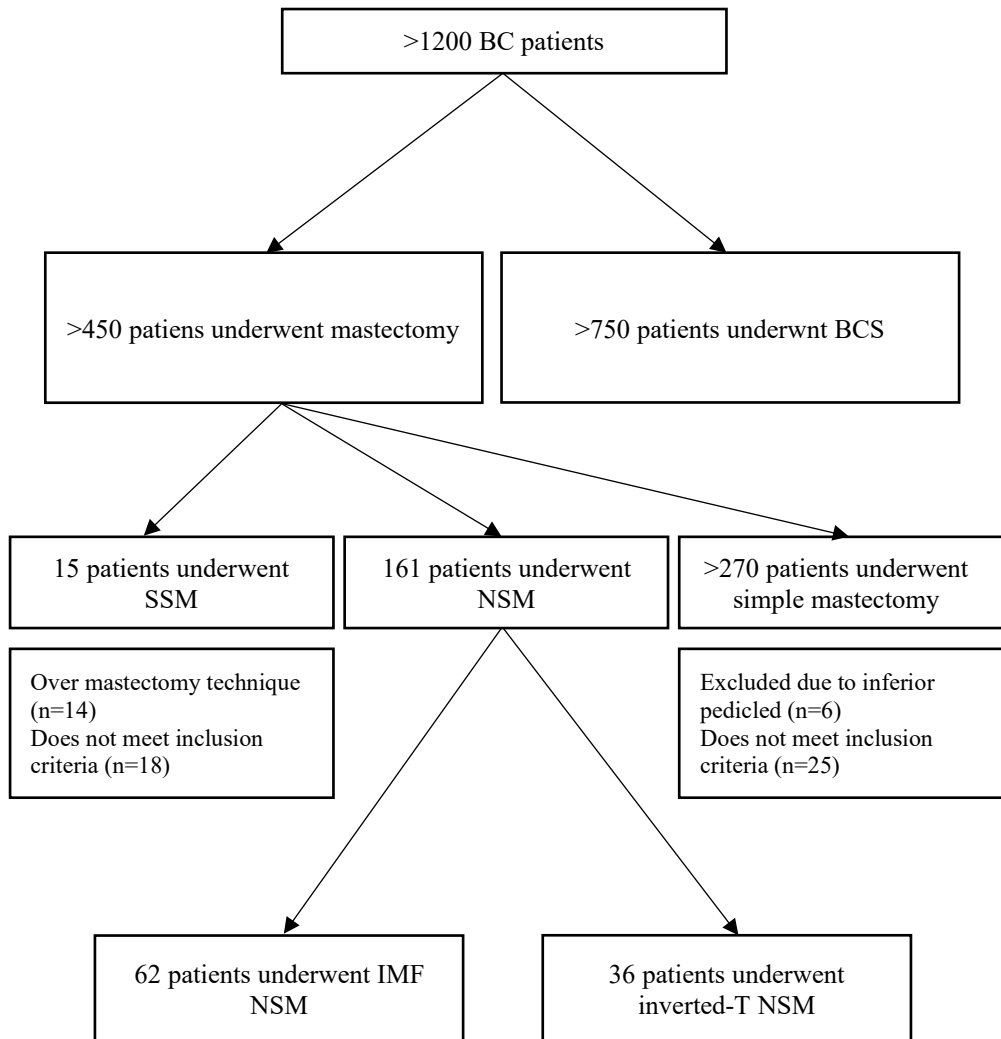 >1200 BC patients
>450 patiens underwent mastectomy
>750 patients underwnt BCS
15 patients underwent
SSM
161 patients underwent
NSM
>270 patients underwent
simple mastectomy
Over mastectomy technique
(n=14)
Does not meet inclusion
criteria (n=18)
Excluded due to inferior
pedicled (n=6)
Does not meet inclusion
criteria (n=25)
62 patients underwent IMF
NSM
36 patients underwent
inverted-T NSM